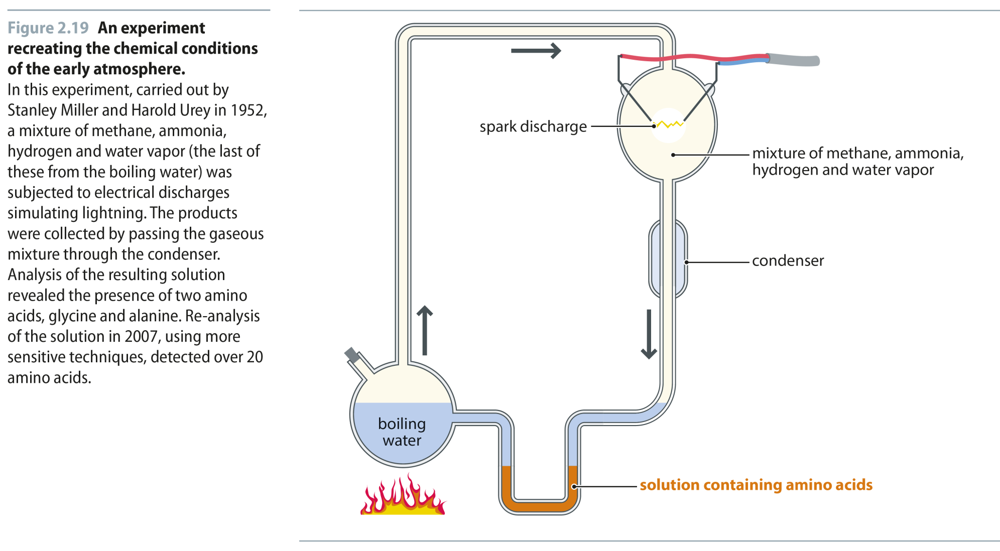 Figure 2.19 An experiment
recreating the chemical conditions
of the early atmosphere.
In this experiment, carried out by
Stanley Miller and Harold Urey in 1952,
a mixture of methane, ammonia,
hydrogen and water vapor (the last of
these from the boiling water) was
subjected to electrical discharges
simulating lightning. The products
were collected by passing the gaseous
mixture through the condenser.
Analysis of the resulting solution
revealed the presence of two amino
acids, glycine and alanine. Re-analysis
of the solution in 2007, using more
sensitive techniques, detected over 20
amino acids.
spark discharge
mixture of methane, ammonia,
hydrogen and water vapor
condenser
boiling
water
solution containing amino acids